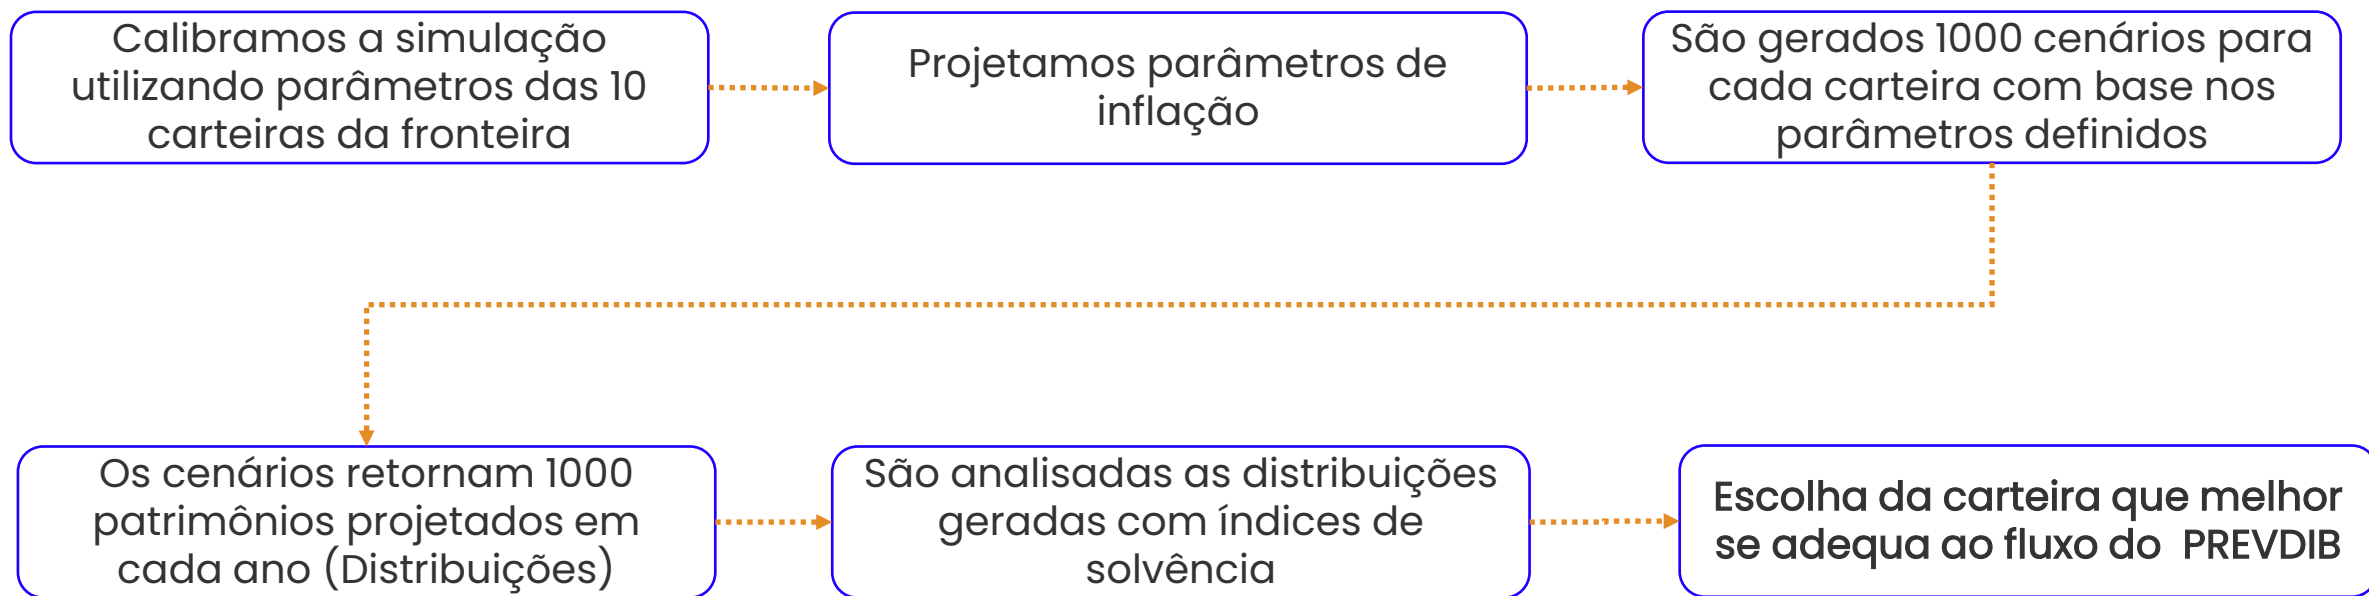 Calibramos a simulação
utilizando parâmetros das 10
carteiras da fronteira
Projetamos parâmetros de
inflação
São gerados 1000 cenários para
cada carteira com base nos
parâmetros definidos
Os cenários retornam 1000
patrimônios projetados em
cada ano (Distribuições)
São analisadas as distribuições
geradas com índices de
solvência
Escolha da carteira que melhor
se adequa ao fluxo do  PREVDIB